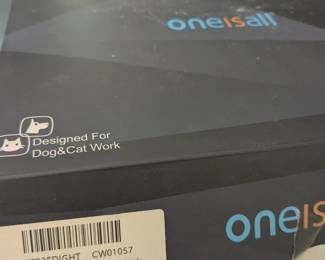 oneisall
Designed For
Dog&Cat Work
oneis
CW01057